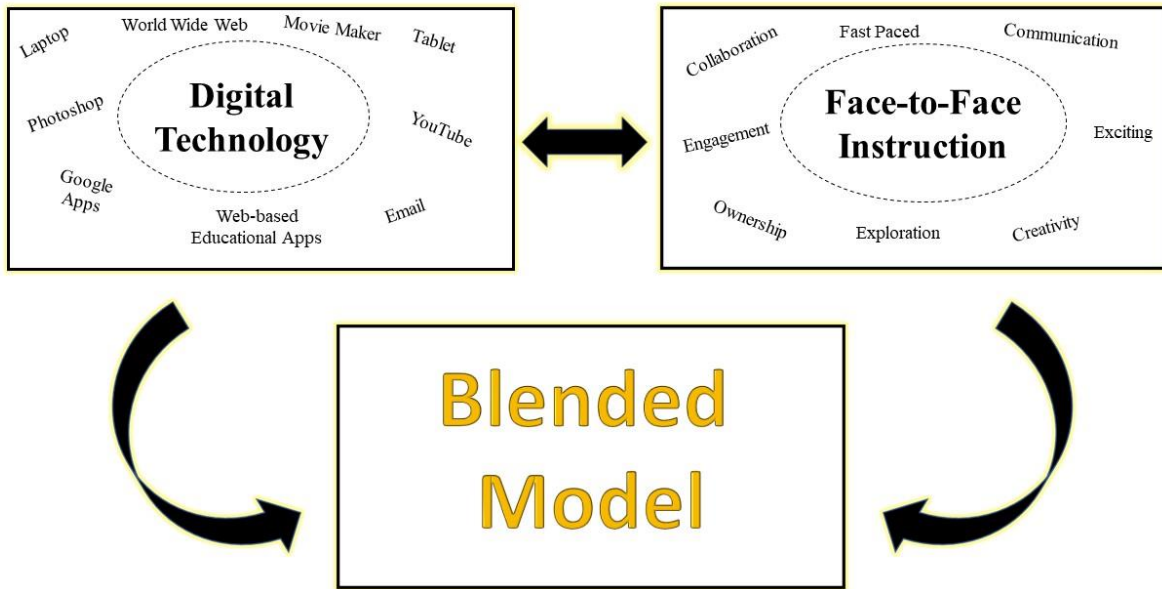 Laptop
World Wide Web
Movie Maker
Tablet
Photoshop
Digital
Technology
YouTube
Google
Apps
Web-based
Educational Apps
Email
Collaboration
Fast Paced
Communication
Engagement
Face-to-Face
Instruction
Exciting
Ownership
Exploration
Creativity
Blended
Model